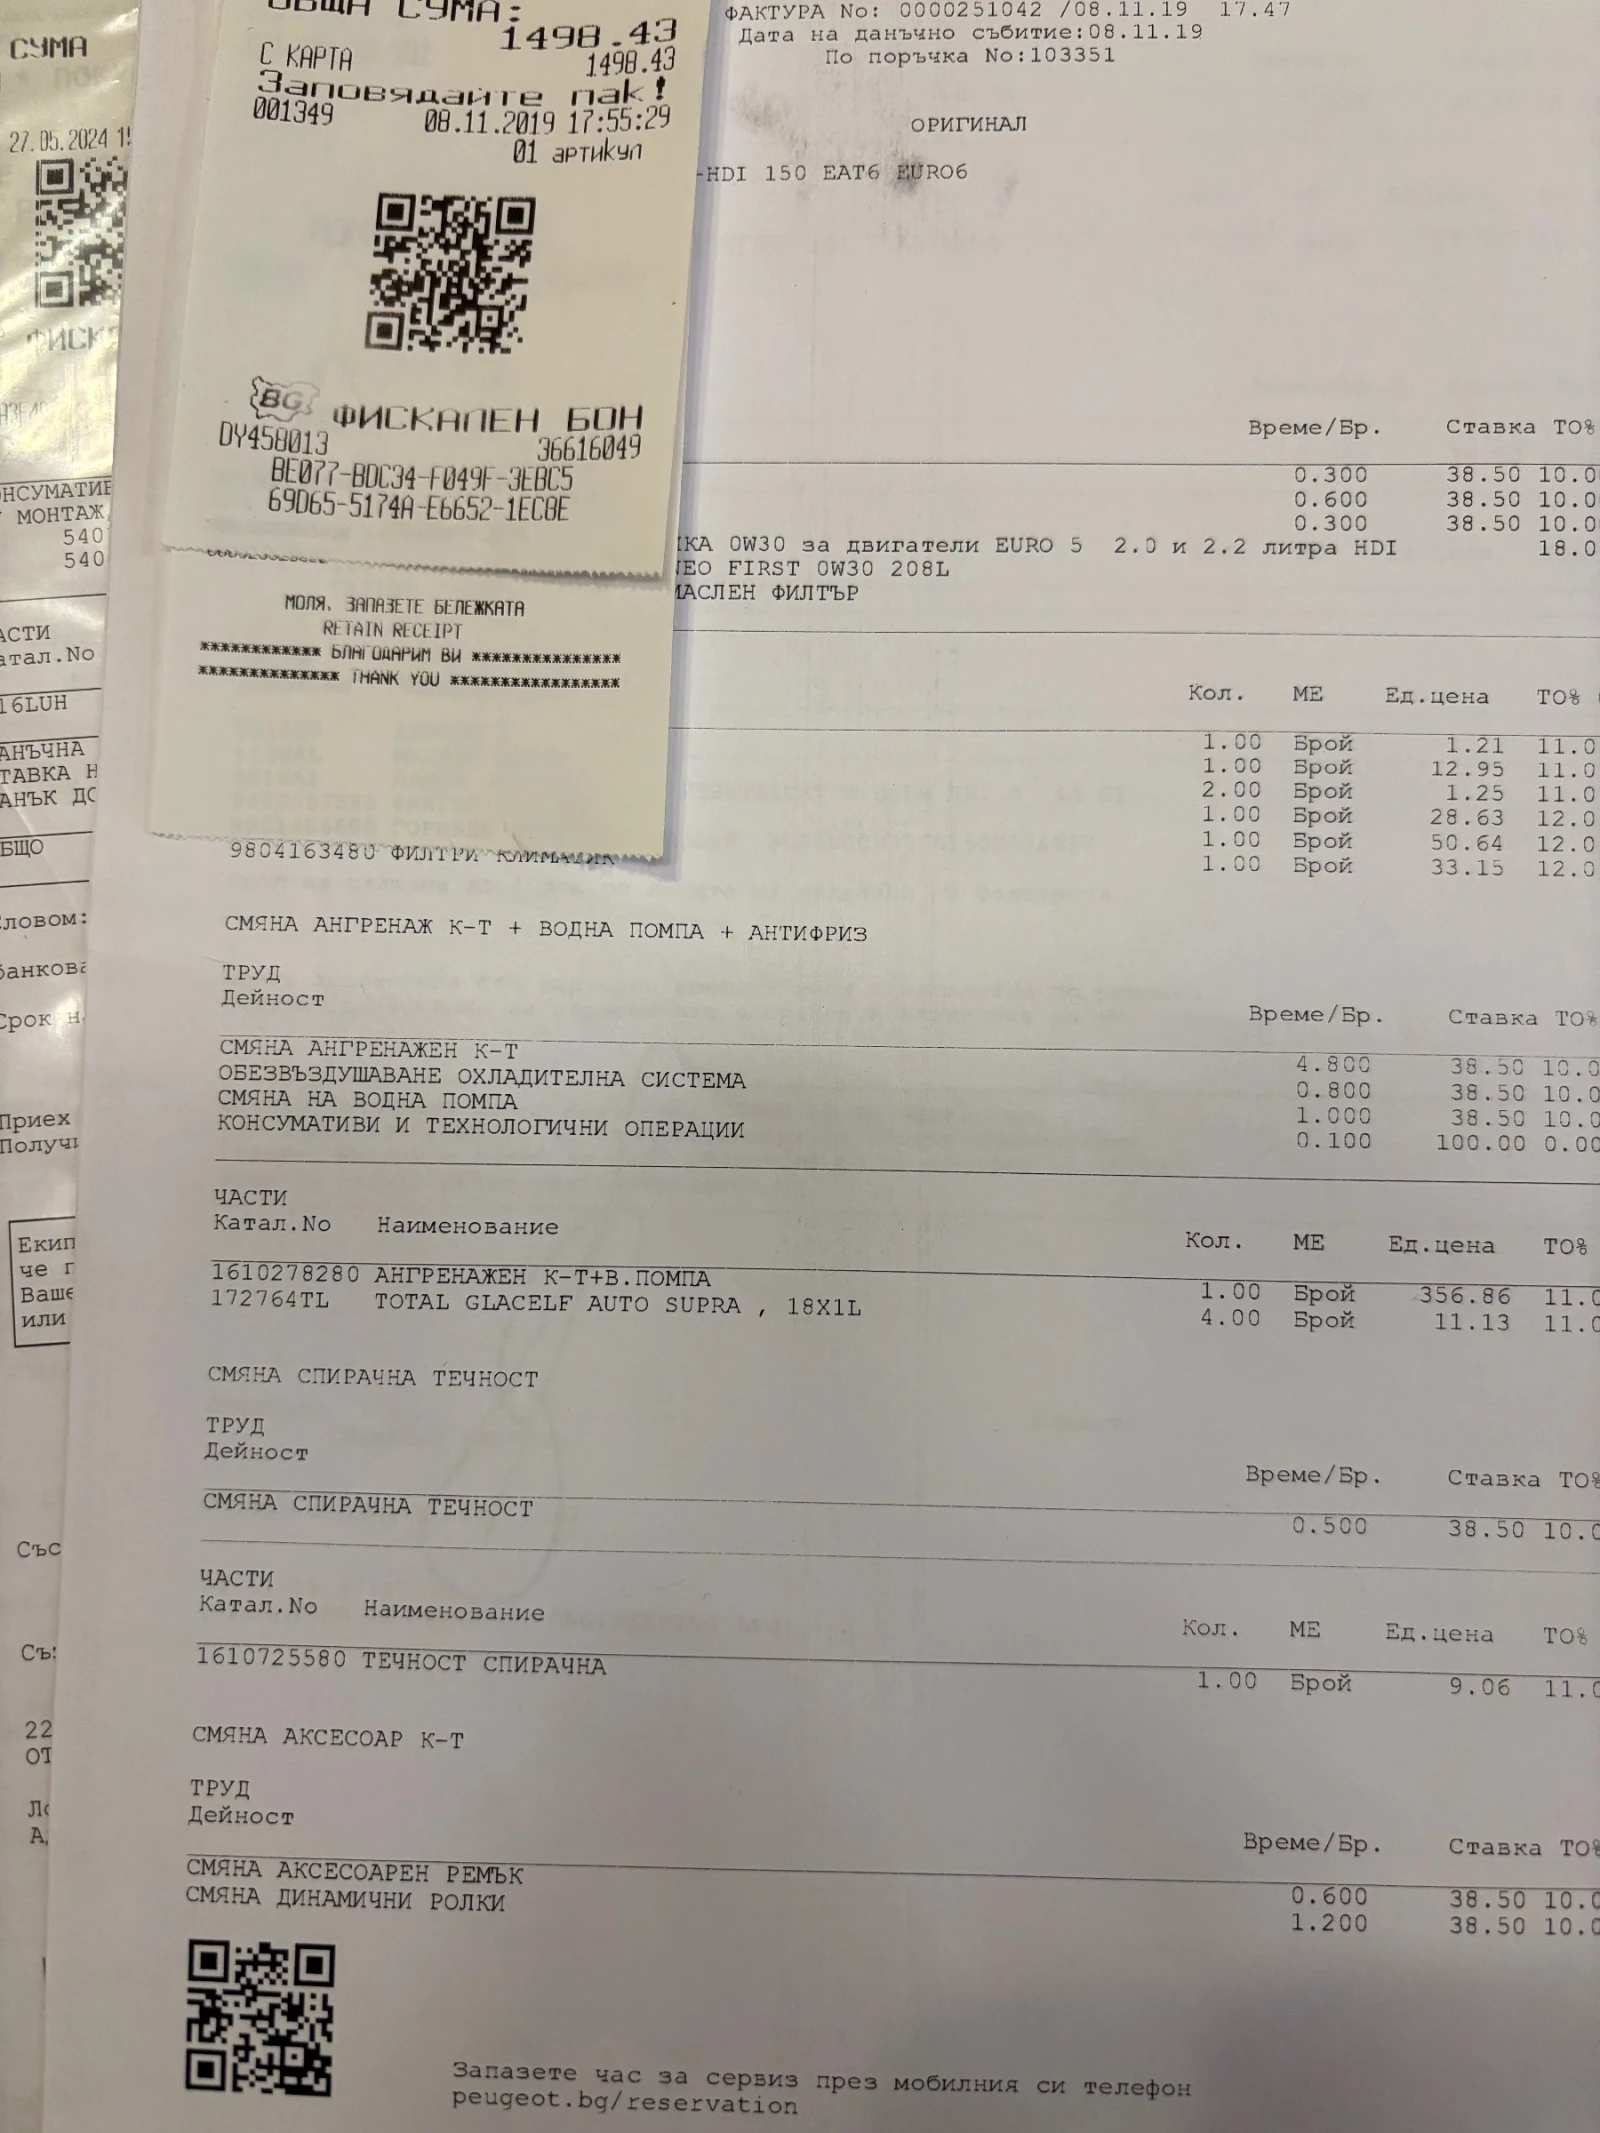 ОБЩА СУМА:
1498.43
С КАРТА 1498.43
Заповядайте пак!
001349 08.11.2019 17:55:29
01 артикул
BG ФИСКАЛЕН БОН
DY458013 36616049
BE077-BDC34-F049F-3EBC5
69D65-5174A-E6652-1EC8E
МОЛЯ, ЗАПАЗЕТЕ БЕЛЕЖКАТА
RETAIN RECEIPT
************ БЛАГОДАРИМ ВИ ***************
************** THANK YOU *****************
СУМА
27.05.2024
НСУМАТИВ
МОНТАЖ
540
540
АСТИ
атал.No
16LUH
АНЪЧНА
ТАВКА Н
АНЪК ДО
БЩО
Словом:
банкова
Срок н
Приех
Получи
Екип
че п
Ваше
или
Със
Съ
22
ОТ
ФАКТУРА No: 0000251042 /08.11.19 17.47
Дата на данъчно събитие:08.11.19
По поръчка No:103351
ОРИГИНАЛ
-HDI 150 EAT6 EURO6
Време/Бр. Ставка ТО%
0.300 38.50 10.0
0.600 38.50 10.0
0.300 38.50 10.0
КА 0W30 за двигатели EURO 5 2.0 и 2.2 литра HDI 18.0
NEO FIRST 0W30 208L
МАСЛЕН ФИЛТЪР
Кол. МЕ Ед.цена ТО%
1.00 Брой 1.21 11.0
1.00 Брой 12.95 11.0
2.00 Брой 1.25 11.0
1.00 Брой 28.63 12.0
1.00 Брой 50.64 12.0
9804163480 ФИЛТРИ КЛИМАТИК 1.00 Брой 33.15 12.0
СМЯНА АНГРЕНАЖ К-Т + ВОДНА ПОМПА + АНТИФРИЗ
ТРУД
Дейност Време/Бр. Ставка ТО%
СМЯНА АНГРЕНАЖЕН К-Т 4.800 38.50 10.0
ОБЕЗВЪЗДУШАВАНЕ ОХЛАДИТЕЛНА СИСТЕМА 0.800 38.50 10.0
СМЯНА НА ВОДНА ПОМПА 1.000 38.50 10.0
КОНСУМАТИВИ И ТЕХНОЛОГИЧНИ ОПЕРАЦИИ 0.100 100.00 0.00
ЧАСТИ
Катал.No Наименование Кол. МЕ Ед.цена ТО%
1610278280 АНГРЕНАЖЕН К-Т+В.ПОМПА 1.00 Брой 356.86 11.0
172764TL TOTAL GLACELF AUTO SUPRA , 18X1L 4.00 Брой 11.13 11.0
СМЯНА СПИРАЧНА ТЕЧНОСТ
ТРУД
Дейност Време/Бр. Ставка ТО%
СМЯНА СПИРАЧНА ТЕЧНОСТ 0.500 38.50 10.0
ЧАСТИ
Катал.No Наименование Кол. МЕ Ед.цена ТО%
1610725580 ТЕЧНОСТ СПИРАЧНА 1.00 Брой 9.06 11.0
СМЯНА АКСЕСОАР К-Т
ТРУД
Дейност Време/Бр. Ставка ТО%
СМЯНА АКСЕСОАРЕН РЕМЪК 0.600 38.50 10.0
СМЯНА ДИНАМИЧНИ РОЛКИ 1.200 38.50 10.0
Запазете час за сервиз през мобилния си телефон
peugeot.bg/reservation